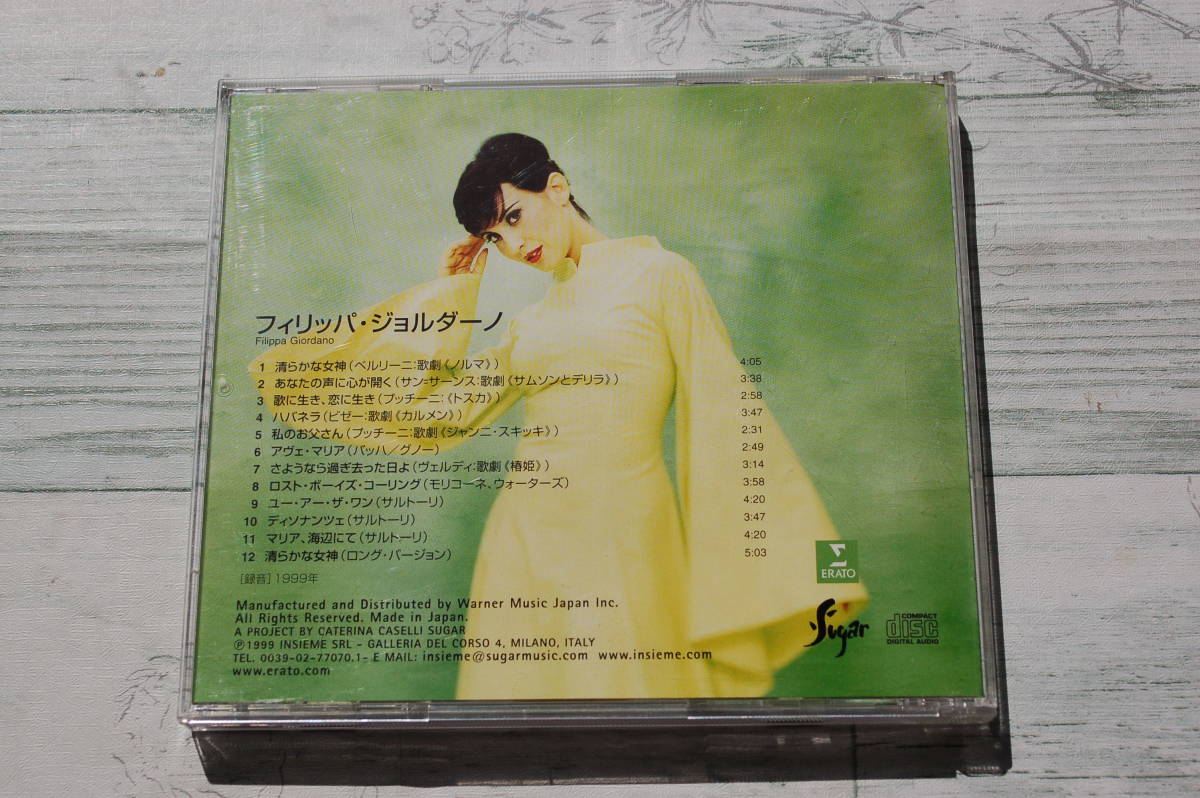 フィリッパ・ジョルダーノ
Filippa Giordano
1 清らかな女神(ベルリーニ:歌劇《ノルマ》) 4:05
2 あなたの声に心が開く(サン=サーンス:歌劇《サムソンとデリラ》) 3:38
3 歌に生き、恋に生き(プッチーニ:《トスカ》) 2:58
4 ハバネラ(ビゼー:歌劇《カルメン》) 3:47
5 私のお父さん(プッチーニ:歌劇《ジャンニ・スキッキ》) 2:31
6 アヴェ・マリア(バッハ/グノー) 2:49
7 さようなら過ぎ去った日よ(ヴェルディ:歌劇《椿姫》) 3:14
8 ロスト・ボーイズ・コーリング(モリコーネ、ウォーターズ) 3:58
9 ユー・アー・ザ・ワン(サルトーリ) 4:20
10 ディソナンツェ(サルトーリ) 3:47
11 マリア、海辺にて(サルトーリ) 4:20
12 清らかな女神(ロング・バージョン) 5:03
[録音]1999年
ERATO
Manufactured and Distributed by Warner Music Japan Inc.
All Rights Reserved. Made in Japan.
A PROJECT BY CATERINA CASELLI SUGAR
℗1999 INSIEME SRL - GALLERIA DEL CORSO 4, MILANO, ITALY
TEL. 0039-02-77070.1- E MAIL: insieme@sugarmusic.com www.insieme.com
www.erato.com
Sugar
COMPACT
disc
DIGITAL AUDIO